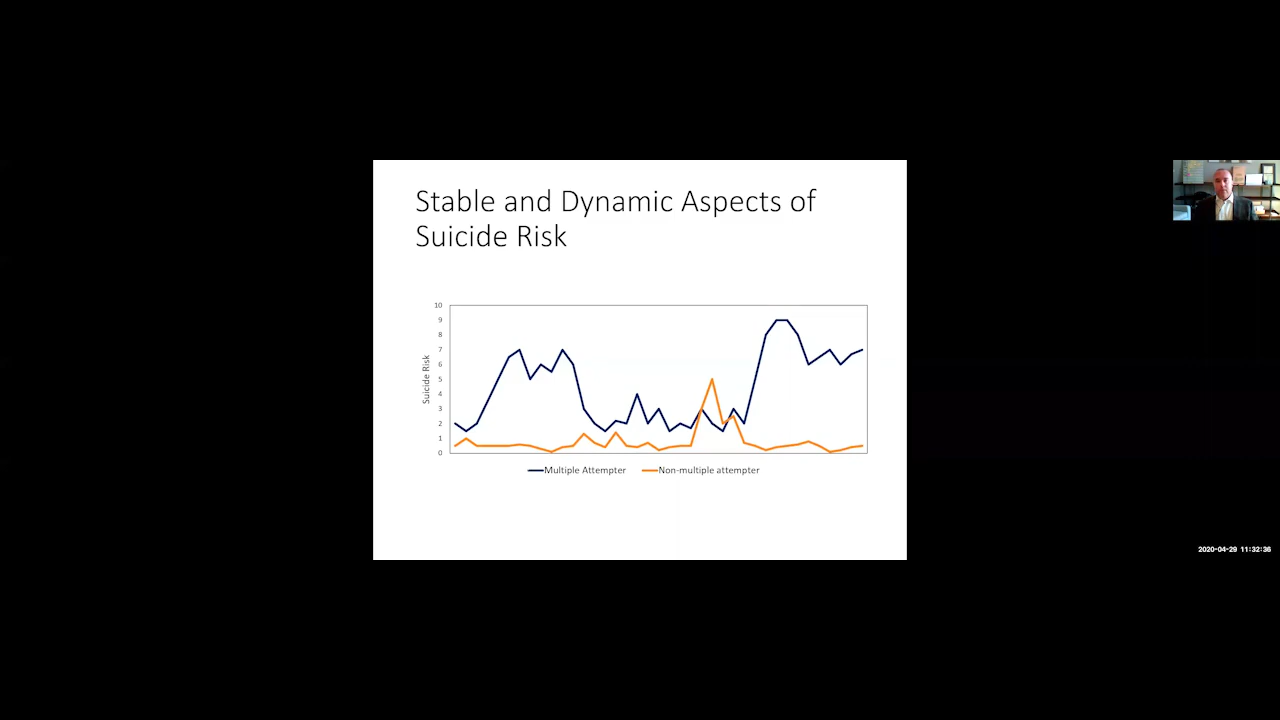 Stable and Dynamic Aspects of
Suicide Risk
10
9
8
7
6
5
4
3
2
1
0
Suicide Risk
Multiple Attempter
Non-multiple attempter
2020-04-29 11:32:36